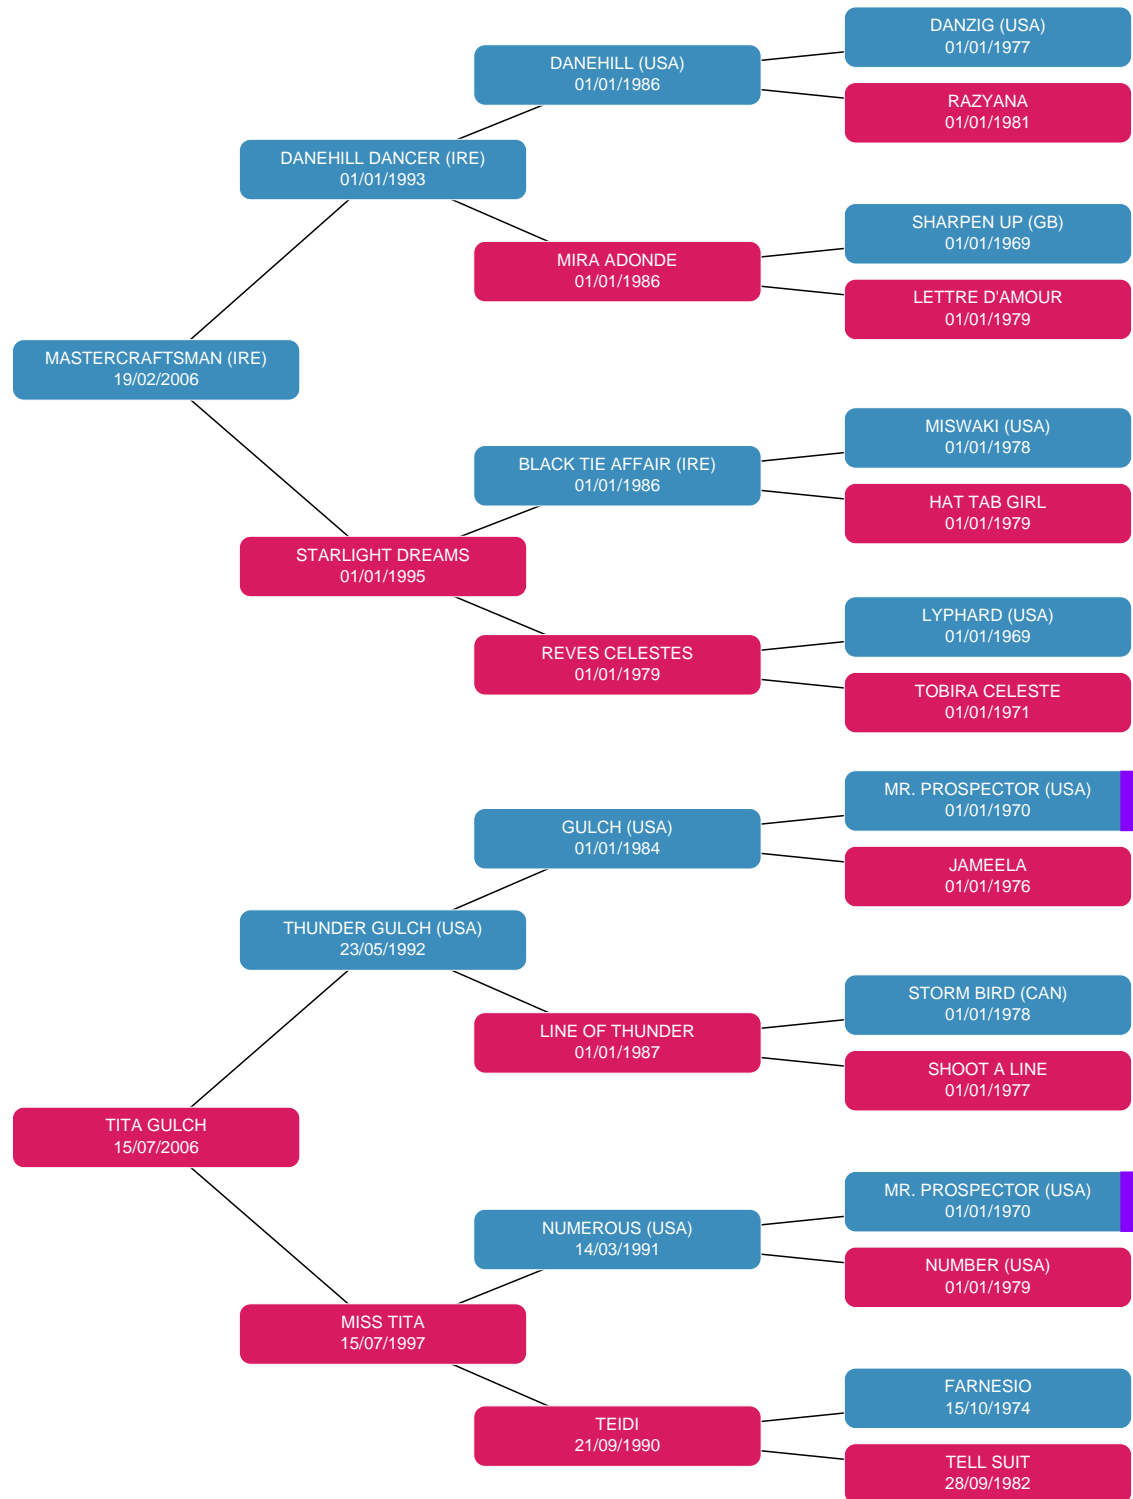 DANZIG (USA)
01/01/1977
DANEHILL (USA)
01/01/1986
RAZYANA
01/01/1981
DANEHILL DANCER (IRE)
01/01/1993
SHARPEN UP (GB)
01/01/1969
MIRA ADONDE
01/01/1986
LETTRE D'AMOUR
01/01/1979
MASTERCRAFTSMAN (IRE)
19/02/2006
MISWAKI (USA)
01/01/1978
BLACK TIE AFFAIR (IRE)
01/01/1986
HAT TAB GIRL
01/01/1979
STARLIGHT DREAMS
01/01/1995
LYPHARD (USA)
01/01/1969
REVES CELESTES
01/01/1979
TOBIRA CELESTE
01/01/1971
MR. PROSPECTOR (USA)
01/01/1970
GULCH (USA)
01/01/1984
JAMEELA
01/01/1976
THUNDER GULCH (USA)
23/05/1992
STORM BIRD (CAN)
01/01/1978
LINE OF THUNDER
01/01/1987
SHOOT A LINE
01/01/1977
TITA GULCH
15/07/2006
MR. PROSPECTOR (USA)
01/01/1970
NUMEROUS (USA)
14/03/1991
NUMBER (USA)
01/01/1979
MISS TITA
15/07/1997
FARNESIO
15/10/1974
TEIDI
21/09/1990
TELL SUIT
28/09/1982